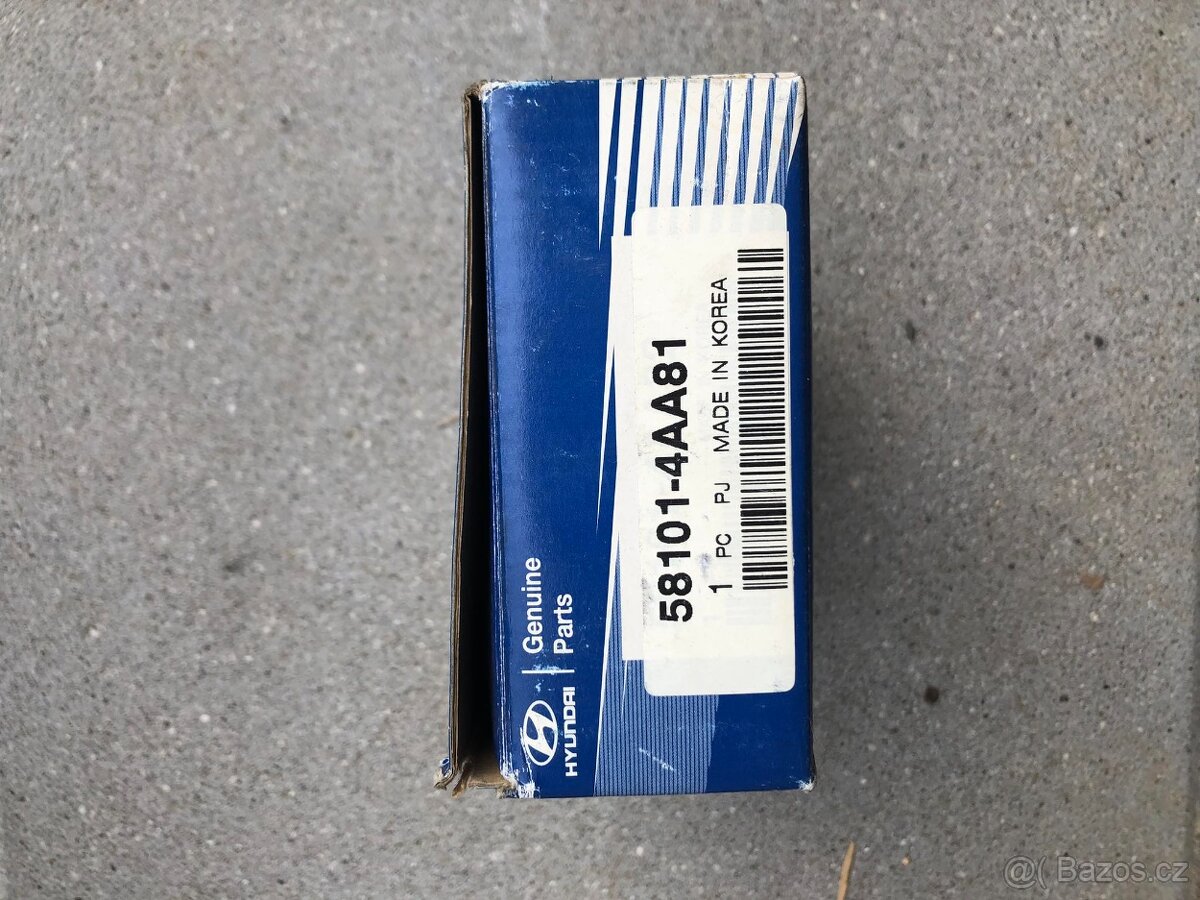 HYUNDAI
Genuine
Parts
58101-4AA81
1 PC PJ MADE IN KOREA
Bazos.cz